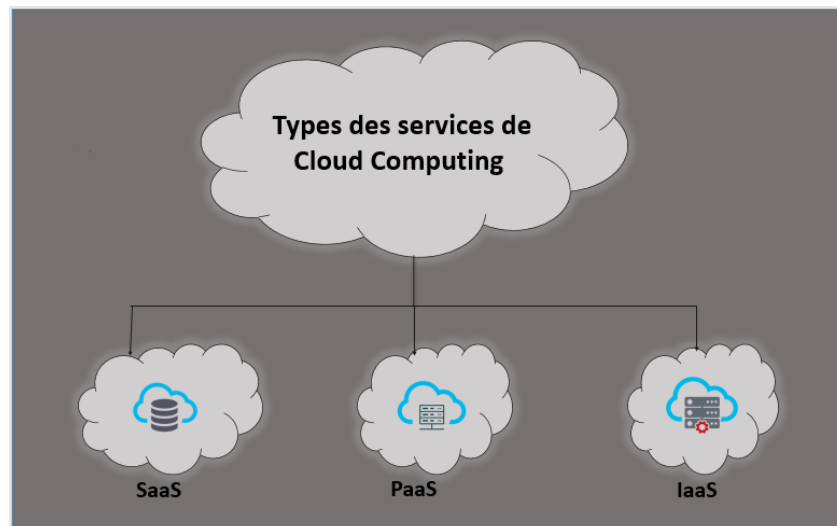 Types des services de
Cloud Computing
SaaS
PaaS
IaaS